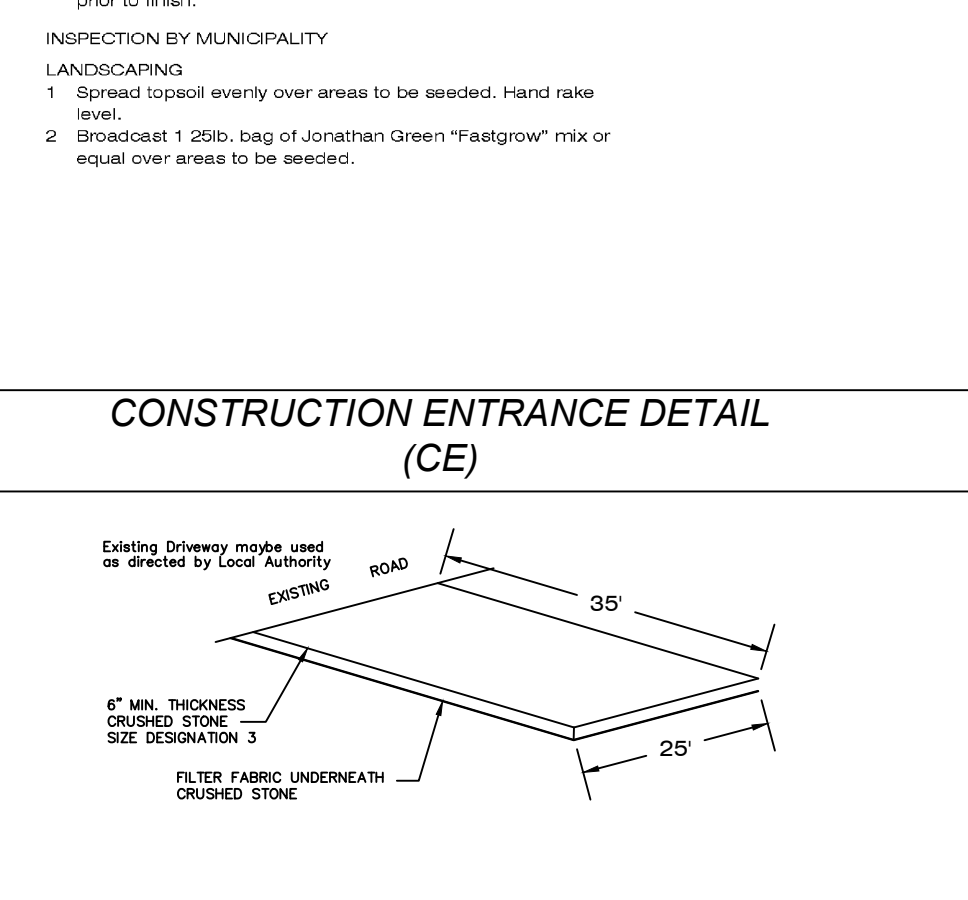 prior to finish.
INSPECTION BY MUNICIPALITY
LANDSCAPING
1 Spread topsoil evenly over areas to be seeded. Hand rake
level.
2 Broadcast 1 25lb. bag of Jonathan Green “Fastgrow” mix or
equal over areas to be seeded.
CONSTRUCTION ENTRANCE DETAIL
(CE)
Existing Driveway maybe used
as directed by Local Authority
EXISTING ROAD
35'
6" MIN. THICKNESS
CRUSHED STONE
SIZE DESIGNATION 3
25'
FILTER FABRIC UNDERNEATH
CRUSHED STONE